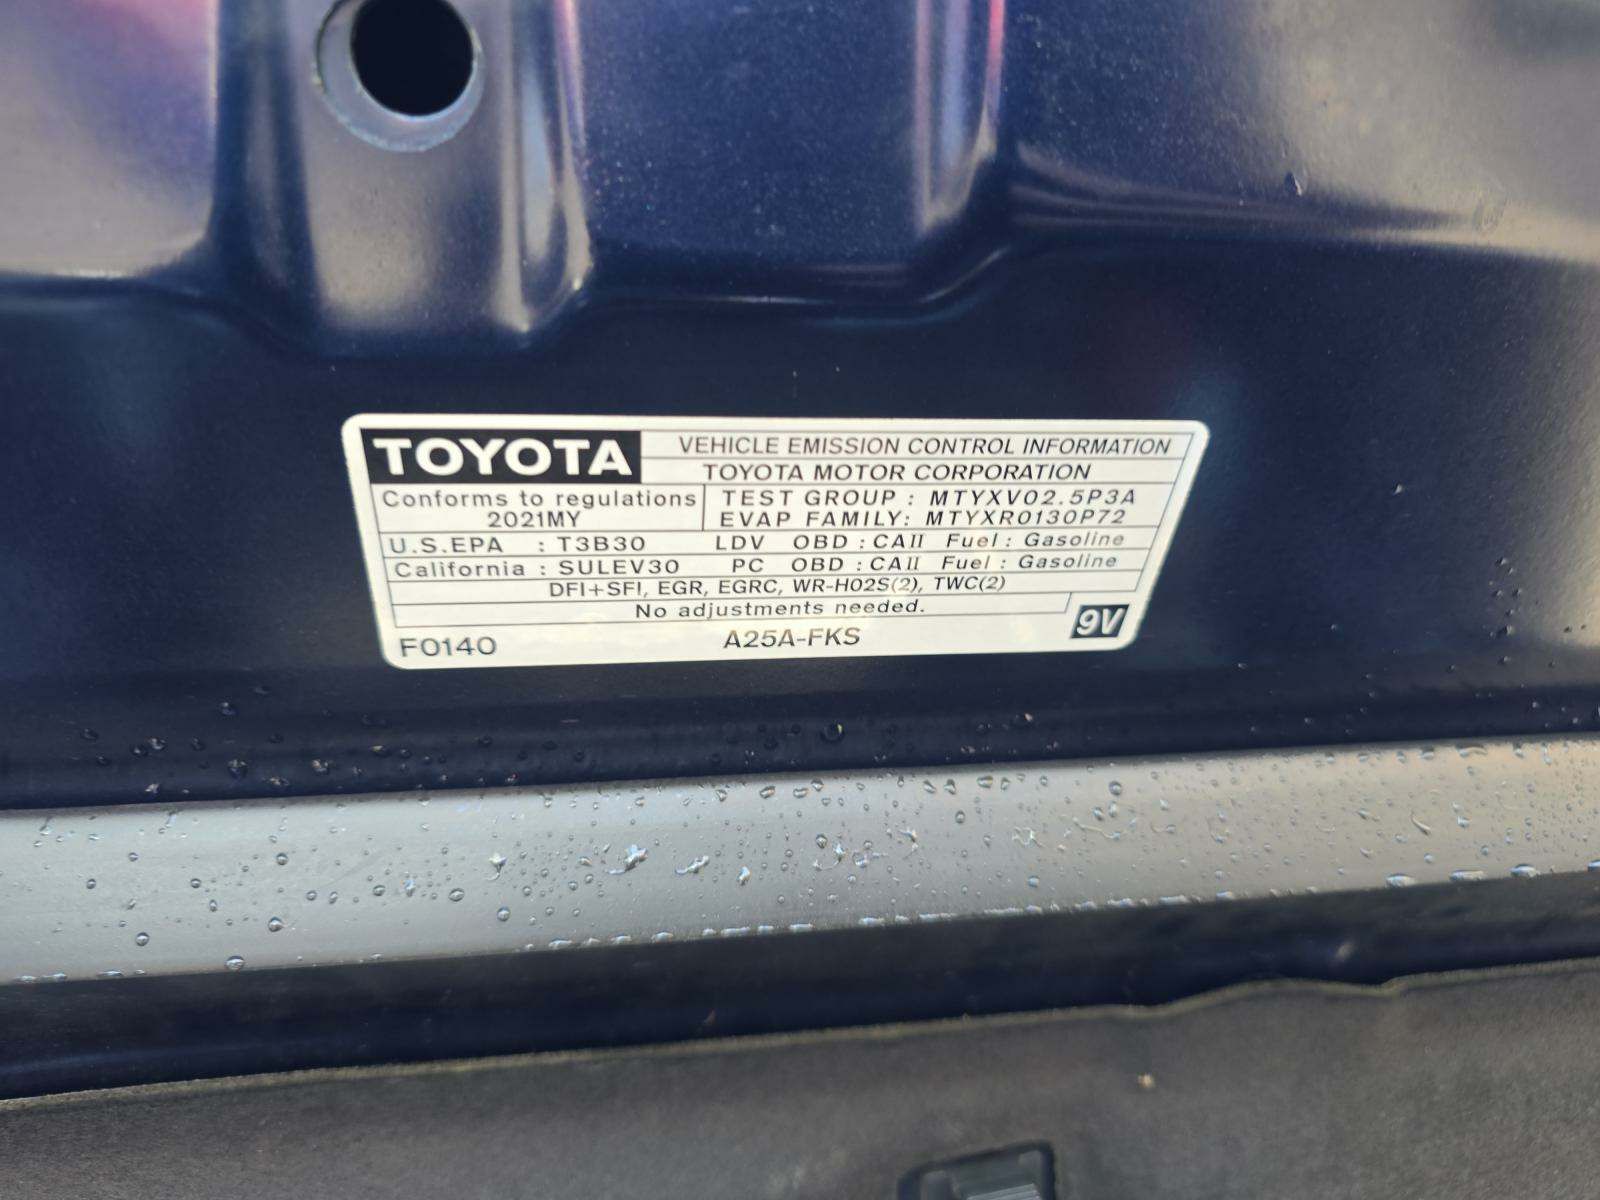 TOYOTA VEHICLE EMISSION CONTROL INFORMATION
TOYOTA MOTOR CORPORATION
Conforms to regulations TEST GROUP : MTYXV02.5P3A
2021MY EVAP FAMILY: MTYXR0130P72
U.S.EPA : T3B30 LDV OBD : CAII Fuel : Gasoline
California : SULEV30 PC OBD : CAII Fuel : Gasoline
DFI+SFI, EGR, EGRC, WR-HO2S(2), TWC(2)
No adjustments needed.
F0140 A25A-FKS 9V